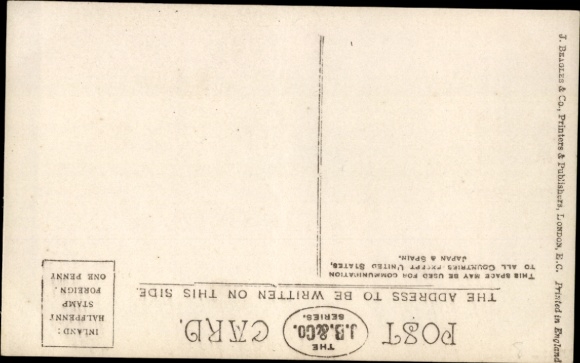 POST CARD.
THE
J.B.&Co.
SERIES.
THE ADDRESS TO BE WRITTEN ON THIS SIDE.
THIS SPACE MAY BE USED FOR COMMUNICATION
TO ALL COUNTRIES EXCEPT UNITED STATES,
JAPAN & SPAIN.
INLAND:
HALFPENNY
STAMP
FOREIGN,
ONE PENNY
J. BEAGLES & CO., Printers & Publishers, LONDON, E.C. Printed in England